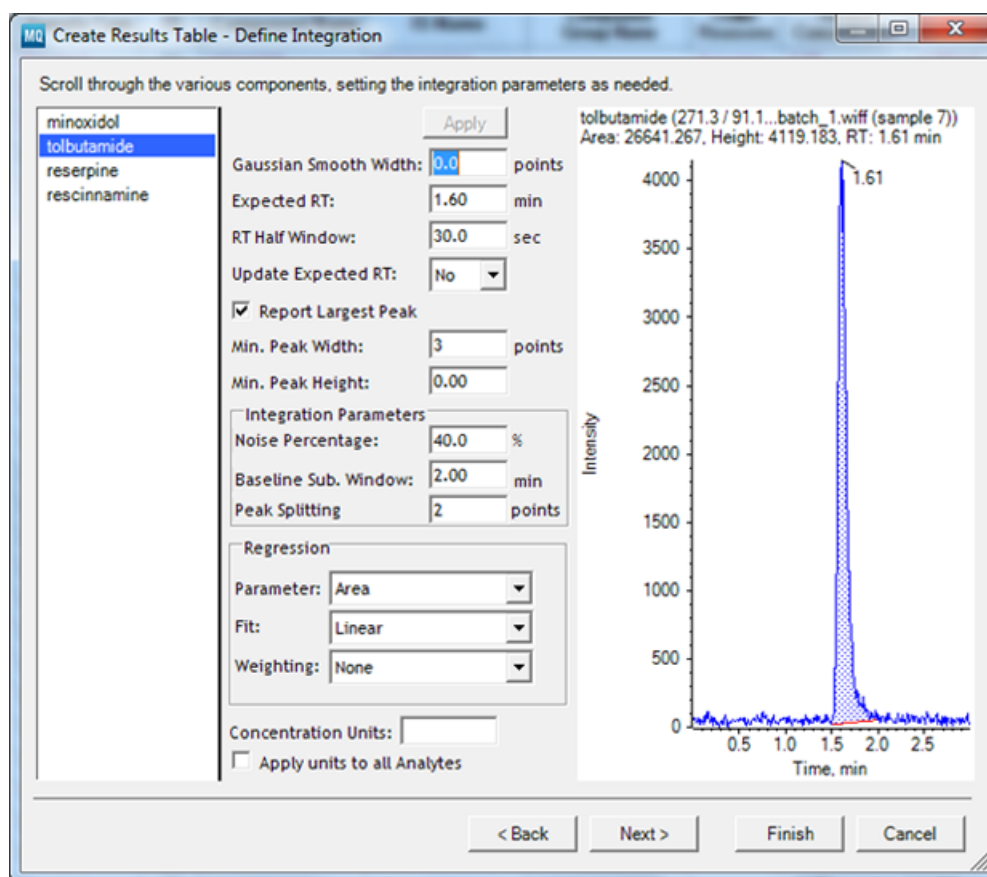 MQ Create Results Table - Define Integration
Scroll through the various components, setting the integration parameters as needed.
minoxidol
tolbutamide
reserpine
rescinnamine
Apply
Gaussian Smooth Width: 0.0 points
Expected RT: 1.60 min
RT Half Window: 30.0 sec
Update Expected RT: No
Report Largest Peak
Min. Peak Width: 3 points
Min. Peak Height: 0.00
Integration Parameters
Noise Percentage: 40.0 %
Baseline Sub. Window: 2.00 min
Peak Splitting 2 points
Regression
Parameter: Area
Fit: Linear
Weighting: None
Concentration Units:
Apply units to all Analytes
tolbutamide (271.3 / 91.1...batch_1.wiff (sample 7))
Area: 26641.267, Height: 4119.183, RT: 1.61 min
1.61
4000
3500
3000
2500
2000
1500
1000
500
0
Intensity
0.5 1.0 1.5 2.0 2.5
Time, min
< Back Next > Finish Cancel